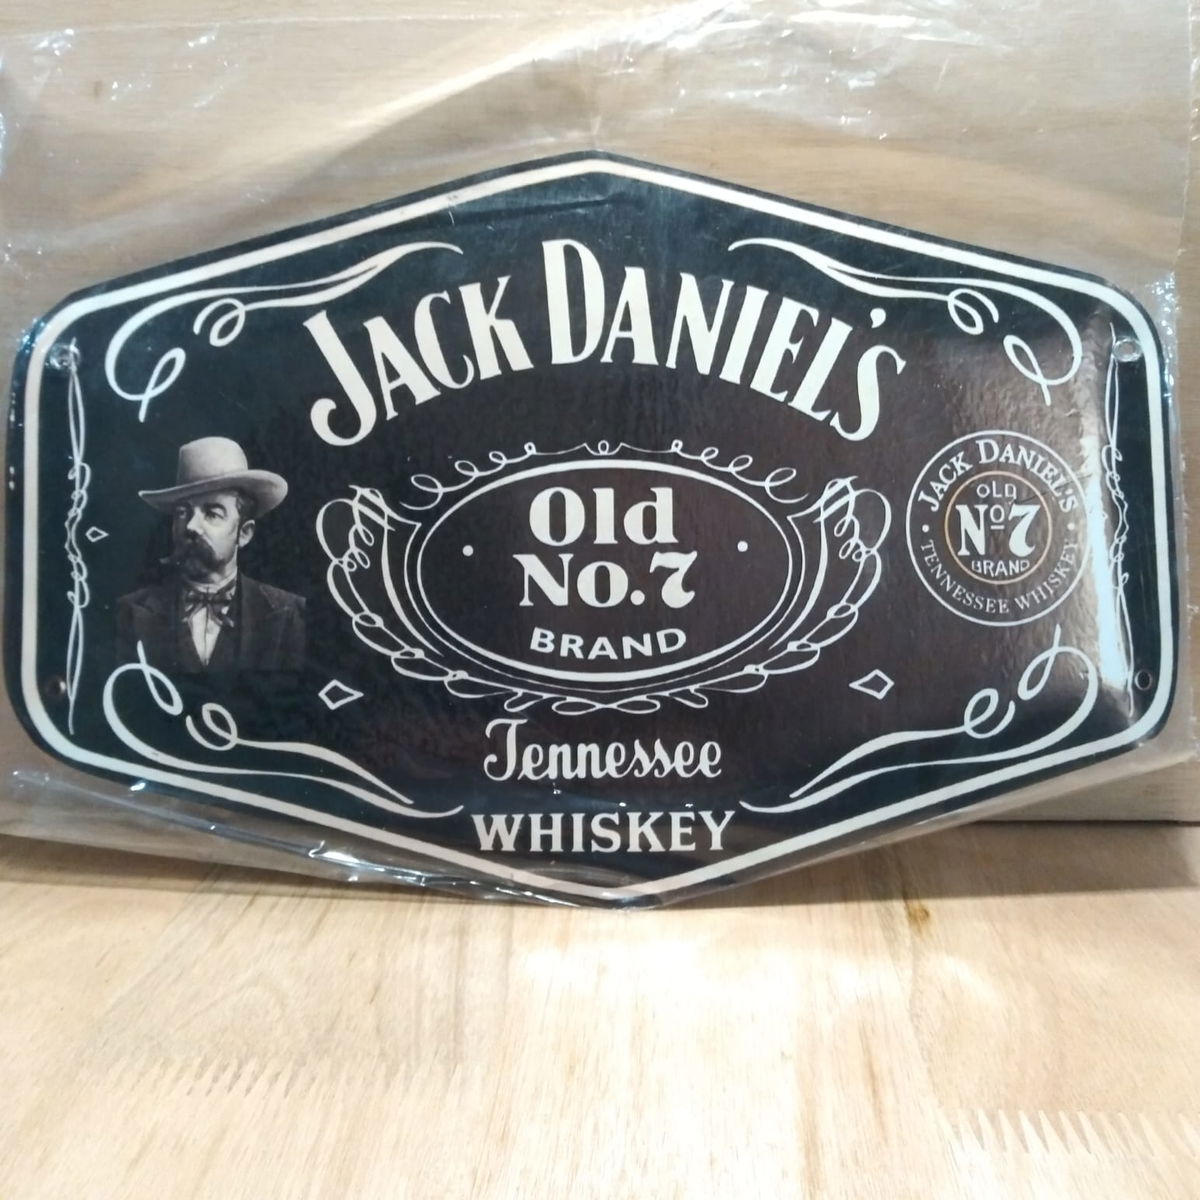 JACK DANIEL'S
Old
No.7
BRAND
Tennessee
WHISKEY
JACK DANIEL'S
OLD
Nº7
BRAND
TENNESSEE WHISKEY